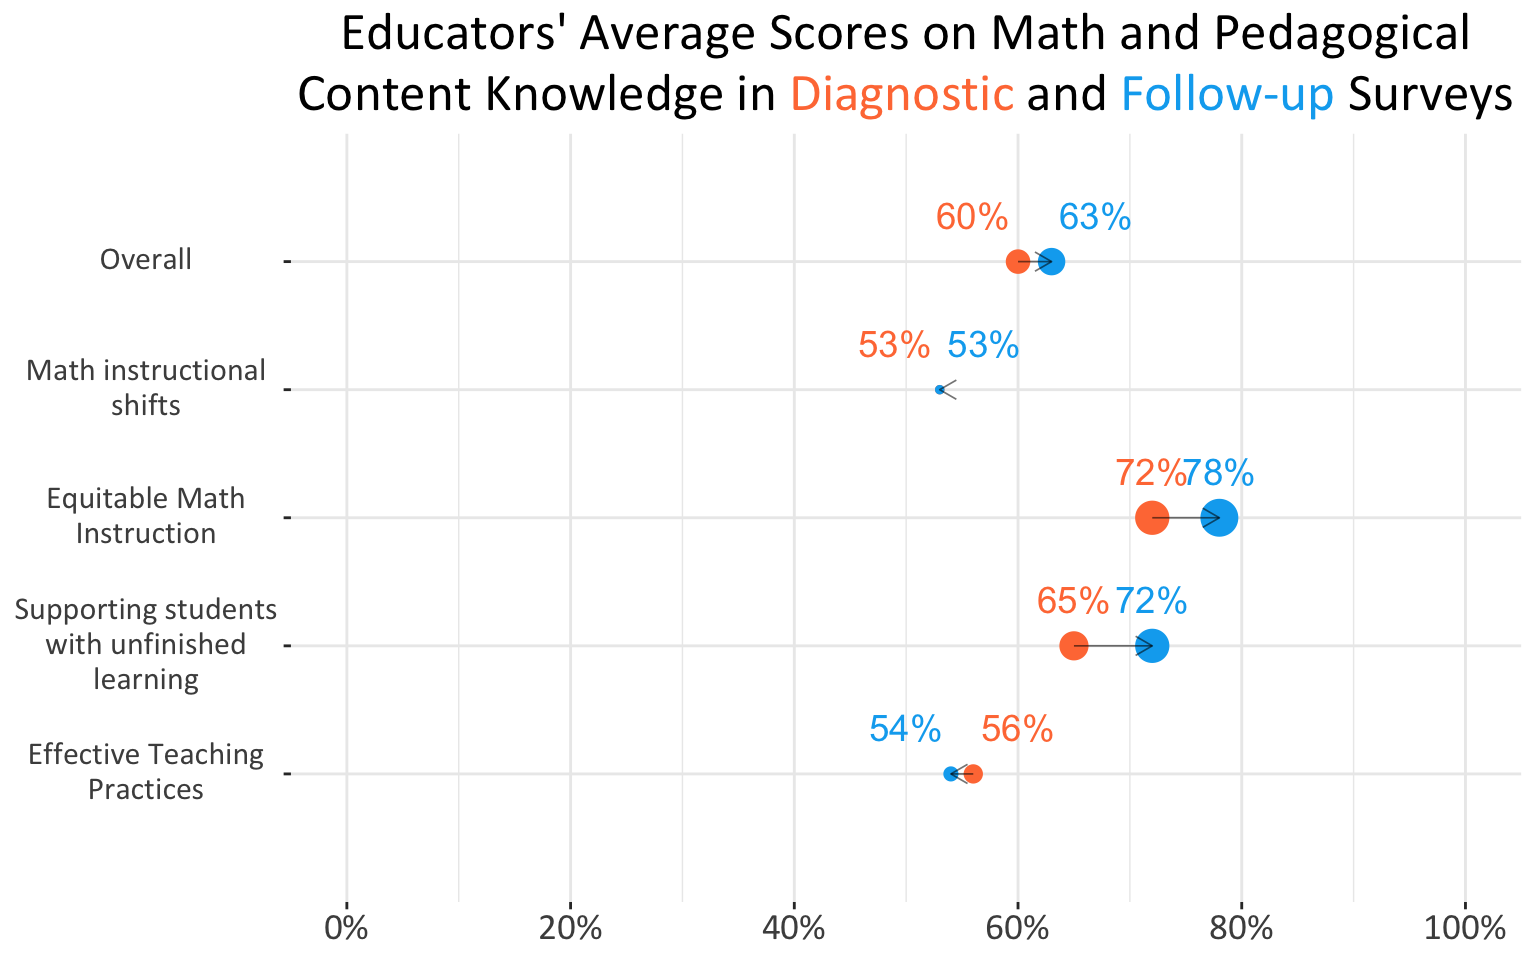 Educators' Average Scores on Math and Pedagogical
Content Knowledge in Diagnostic and Follow-up Surveys
60% 63%
Overall
53% 53%
Math instructional
shifts
72% 78%
Equitable Math
Instruction
65% 72%
Supporting students
with unfinished
learning
54% 56%
Effective Teaching
Practices
0% 20% 40% 60% 80% 100%